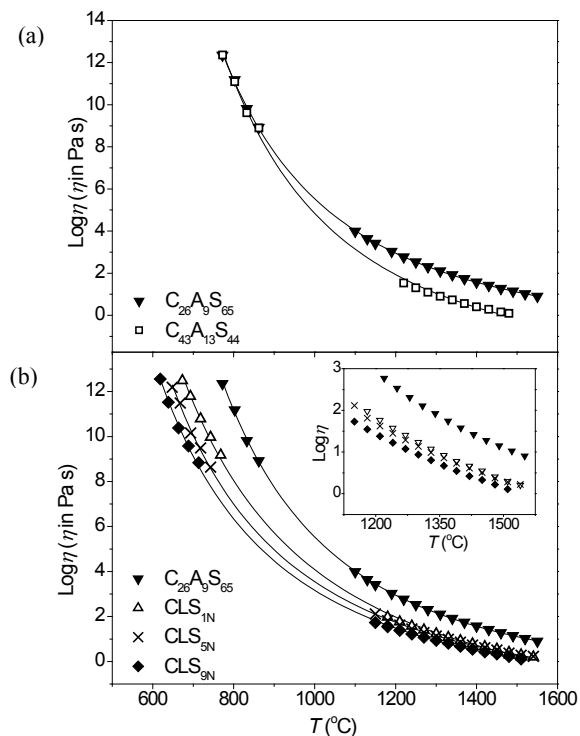 (a)
14
12
10
8
6
4
2
0
Logη (η in Pa s)
C₂₆A₉S₆₅
C₄₃A₁₃S₄₄
(b)
12
10
8
6
4
2
0
Logη (η in Pa s)
C₂₆A₉S₆₅
CLS₁N
CLS₅N
CLS₉N
3
2
1
0
Logη
1200 1350 1500
T (°C)
600 800 1000 1200 1400 1600
T (°C)